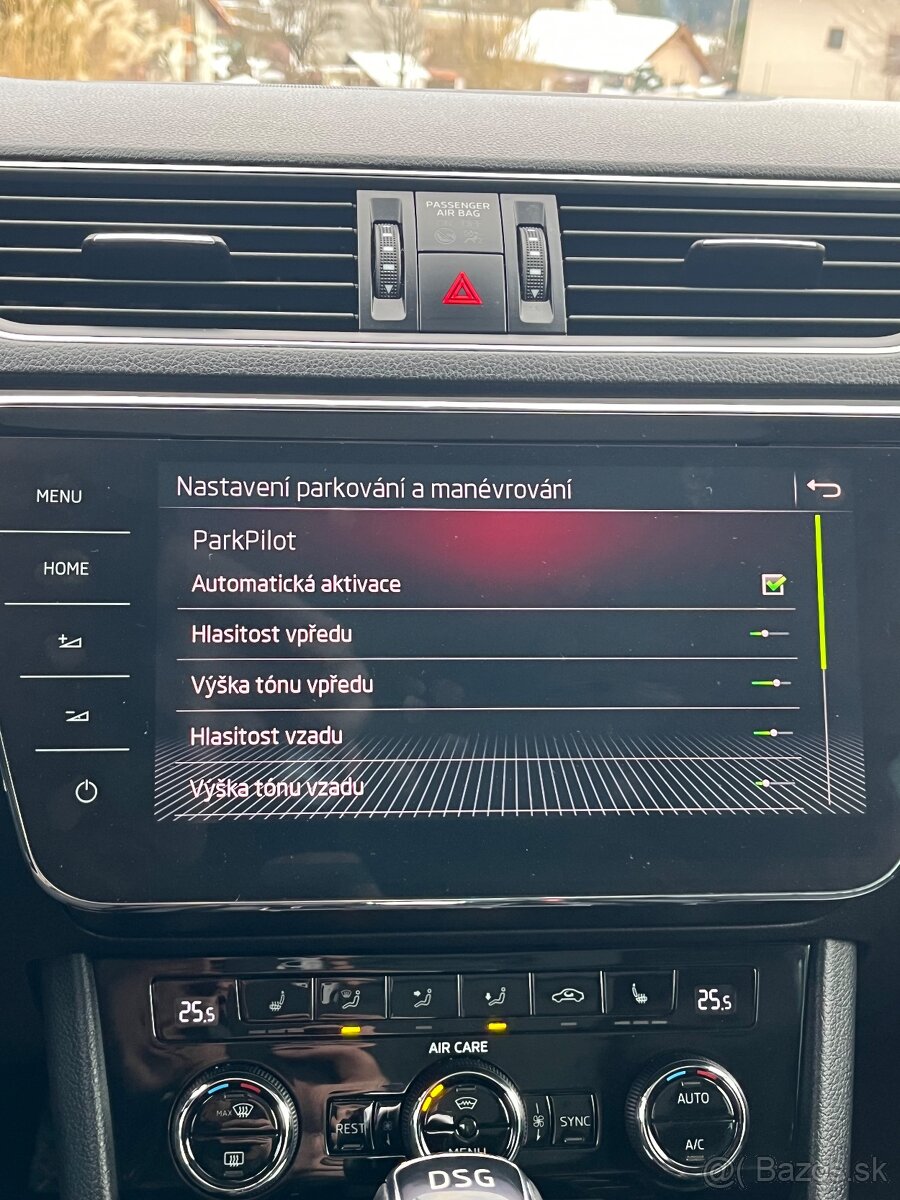 PASSENGER
AIR BAG
MENU
Nastavení parkování a manévrování
HOME
ParkPilot
Automatická aktivace
Hlasitost vpředu
Výška tónu vpředu
Hlasitost vzadu
Výška tónu vzadu
25.5
25.5
AIR CARE
MAX
REST
SYNC
AUTO
A/C
MENU
DSG
Bazos.sk